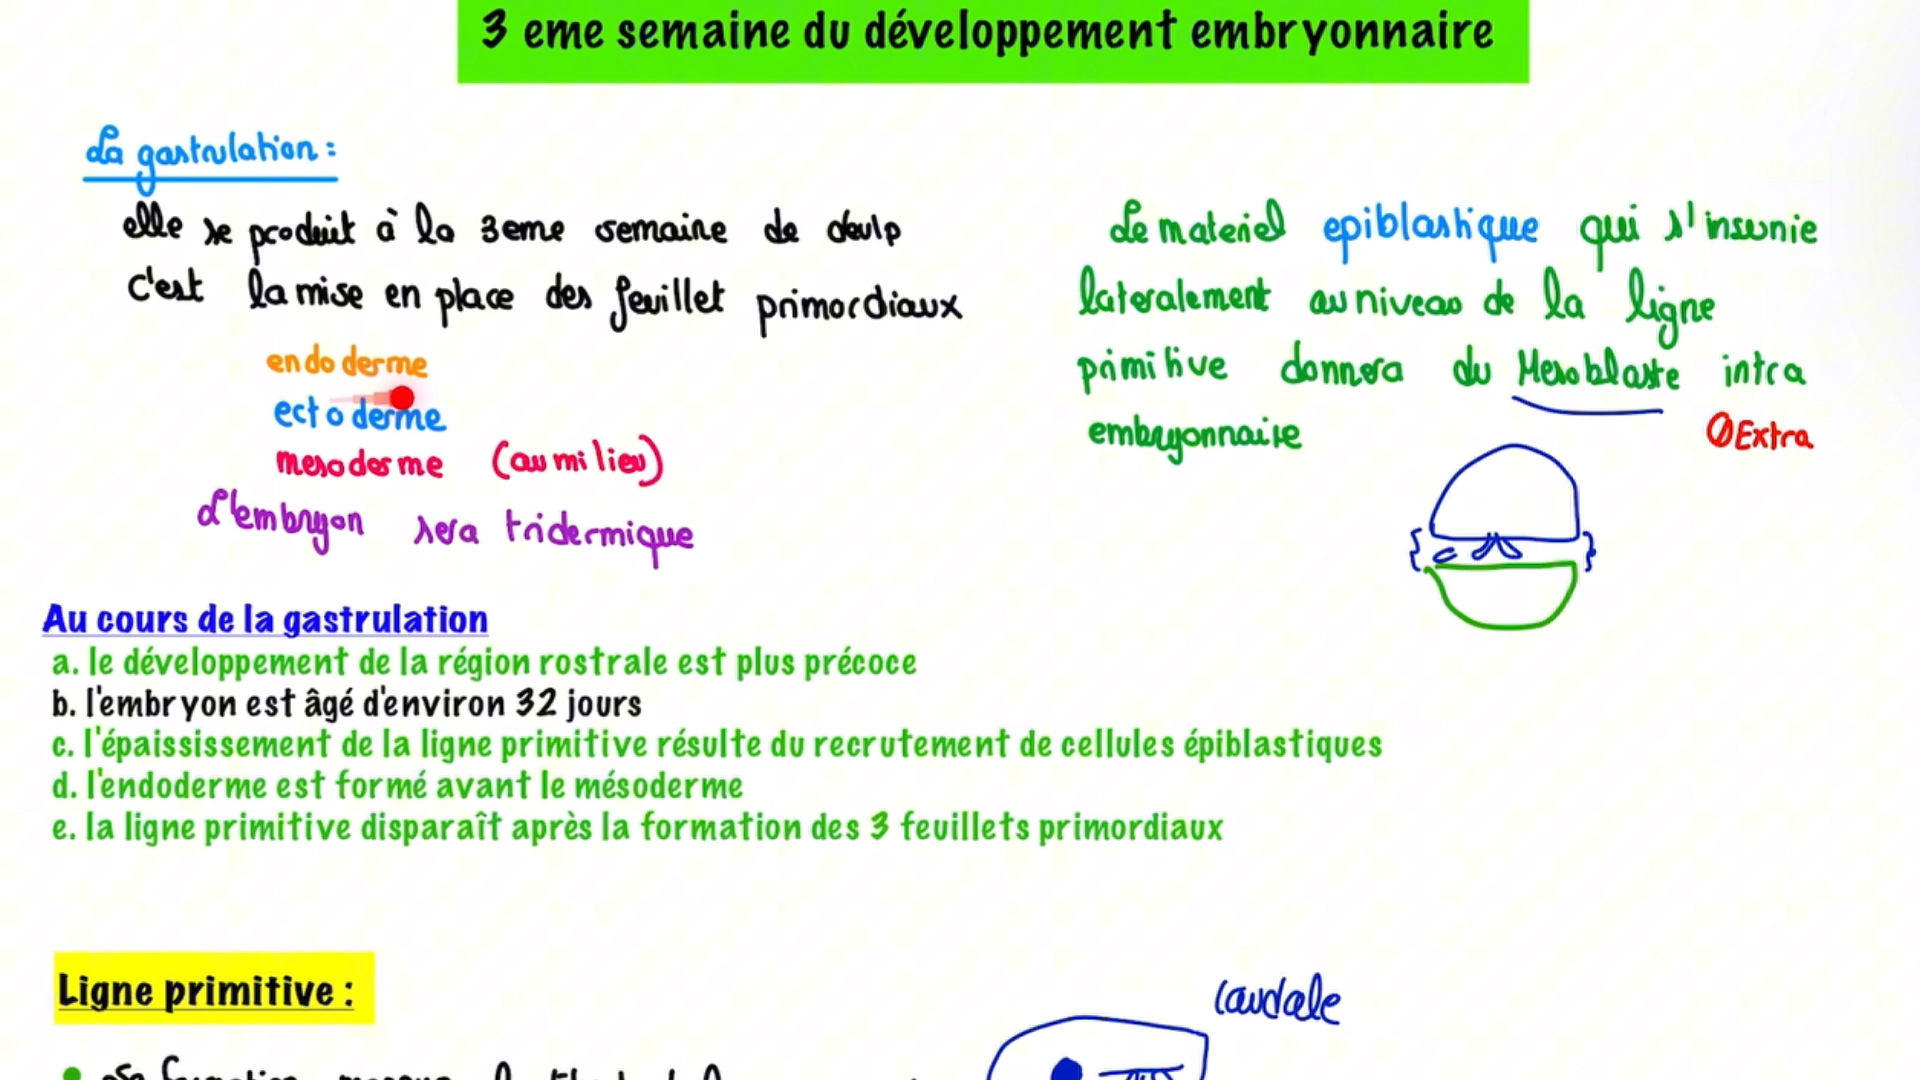 3 eme semaine du développement embryonnaire
La gastrulation :
elle se produit à la 3eme semaine de devlp
c'est la mise en place des feuillet primordiaux
endoderme
ectoderme
mesoderme (au milieu)
L'embryon sera tridermique
Le materiel epiblastique qui s'insunie
lateralement au niveau de la ligne
primitive donnera du Mesoblaste intra
embryonnaire
Ø Extra
Au cours de la gastrulation
a. le développement de la région rostrale est plus précoce
b. l'embryon est âgé d'environ 32 jours
c. l'épaississement de la ligne primitive résulte du recrutement de cellules épiblastiques
d. l'endoderme est formé avant le mésoderme
e. la ligne primitive disparaît après la formation des 3 feuillets primordiaux
Ligne primitive :
caudale